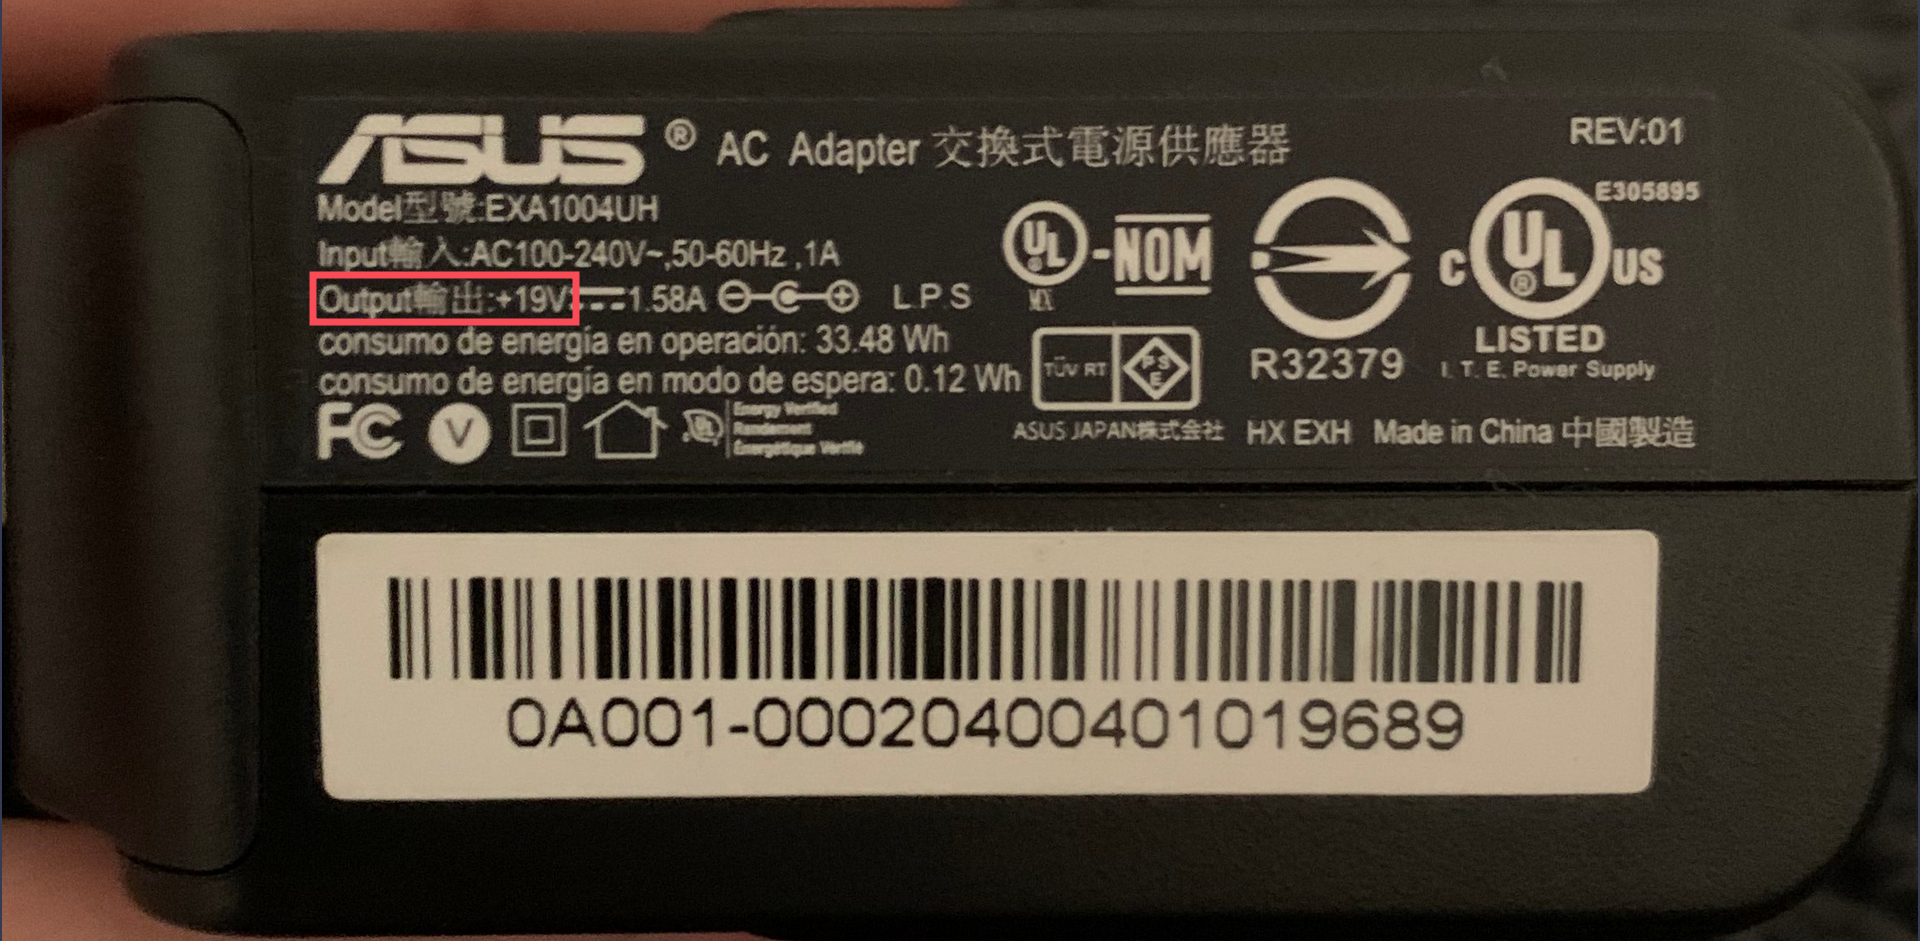 ASUS ® AC Adapter 交換式電源供應器
REV:01
Model型號:EXA1004UH
Input輸入:AC100-240V~,50-60Hz ,1A
Output輸出:+19V⎓1.58A L.P.S
consumo de energía en operación: 33.48 Wh
consumo de energía en modo de espera: 0.12 Wh
FC V UL Energy Verified
Rendement
Énergétique Vérifié
UL -NOM
MX
TÜV RT PSE
ASUS JAPAN株式会社
R32379
E305895
C UL ® US
LISTED
I. T. E. Power Supply
HX EXH Made in China 中國製造
0A001-00020400401019689